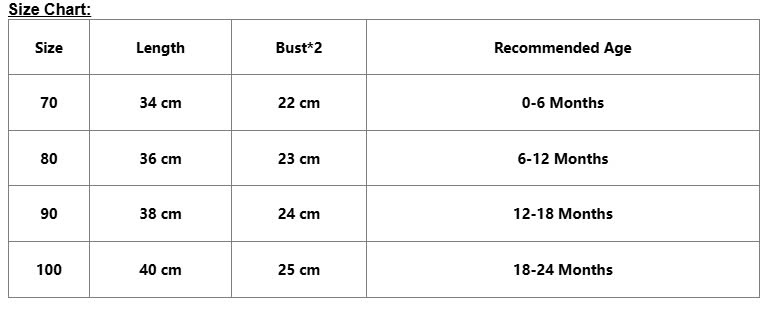 Size Chart:
Size Length Bust*2 Recommended Age
70 34 cm 22 cm 0-6 Months
80 36 cm 23 cm 6-12 Months
90 38 cm 24 cm 12-18 Months
100 40 cm 25 cm 18-24 Months